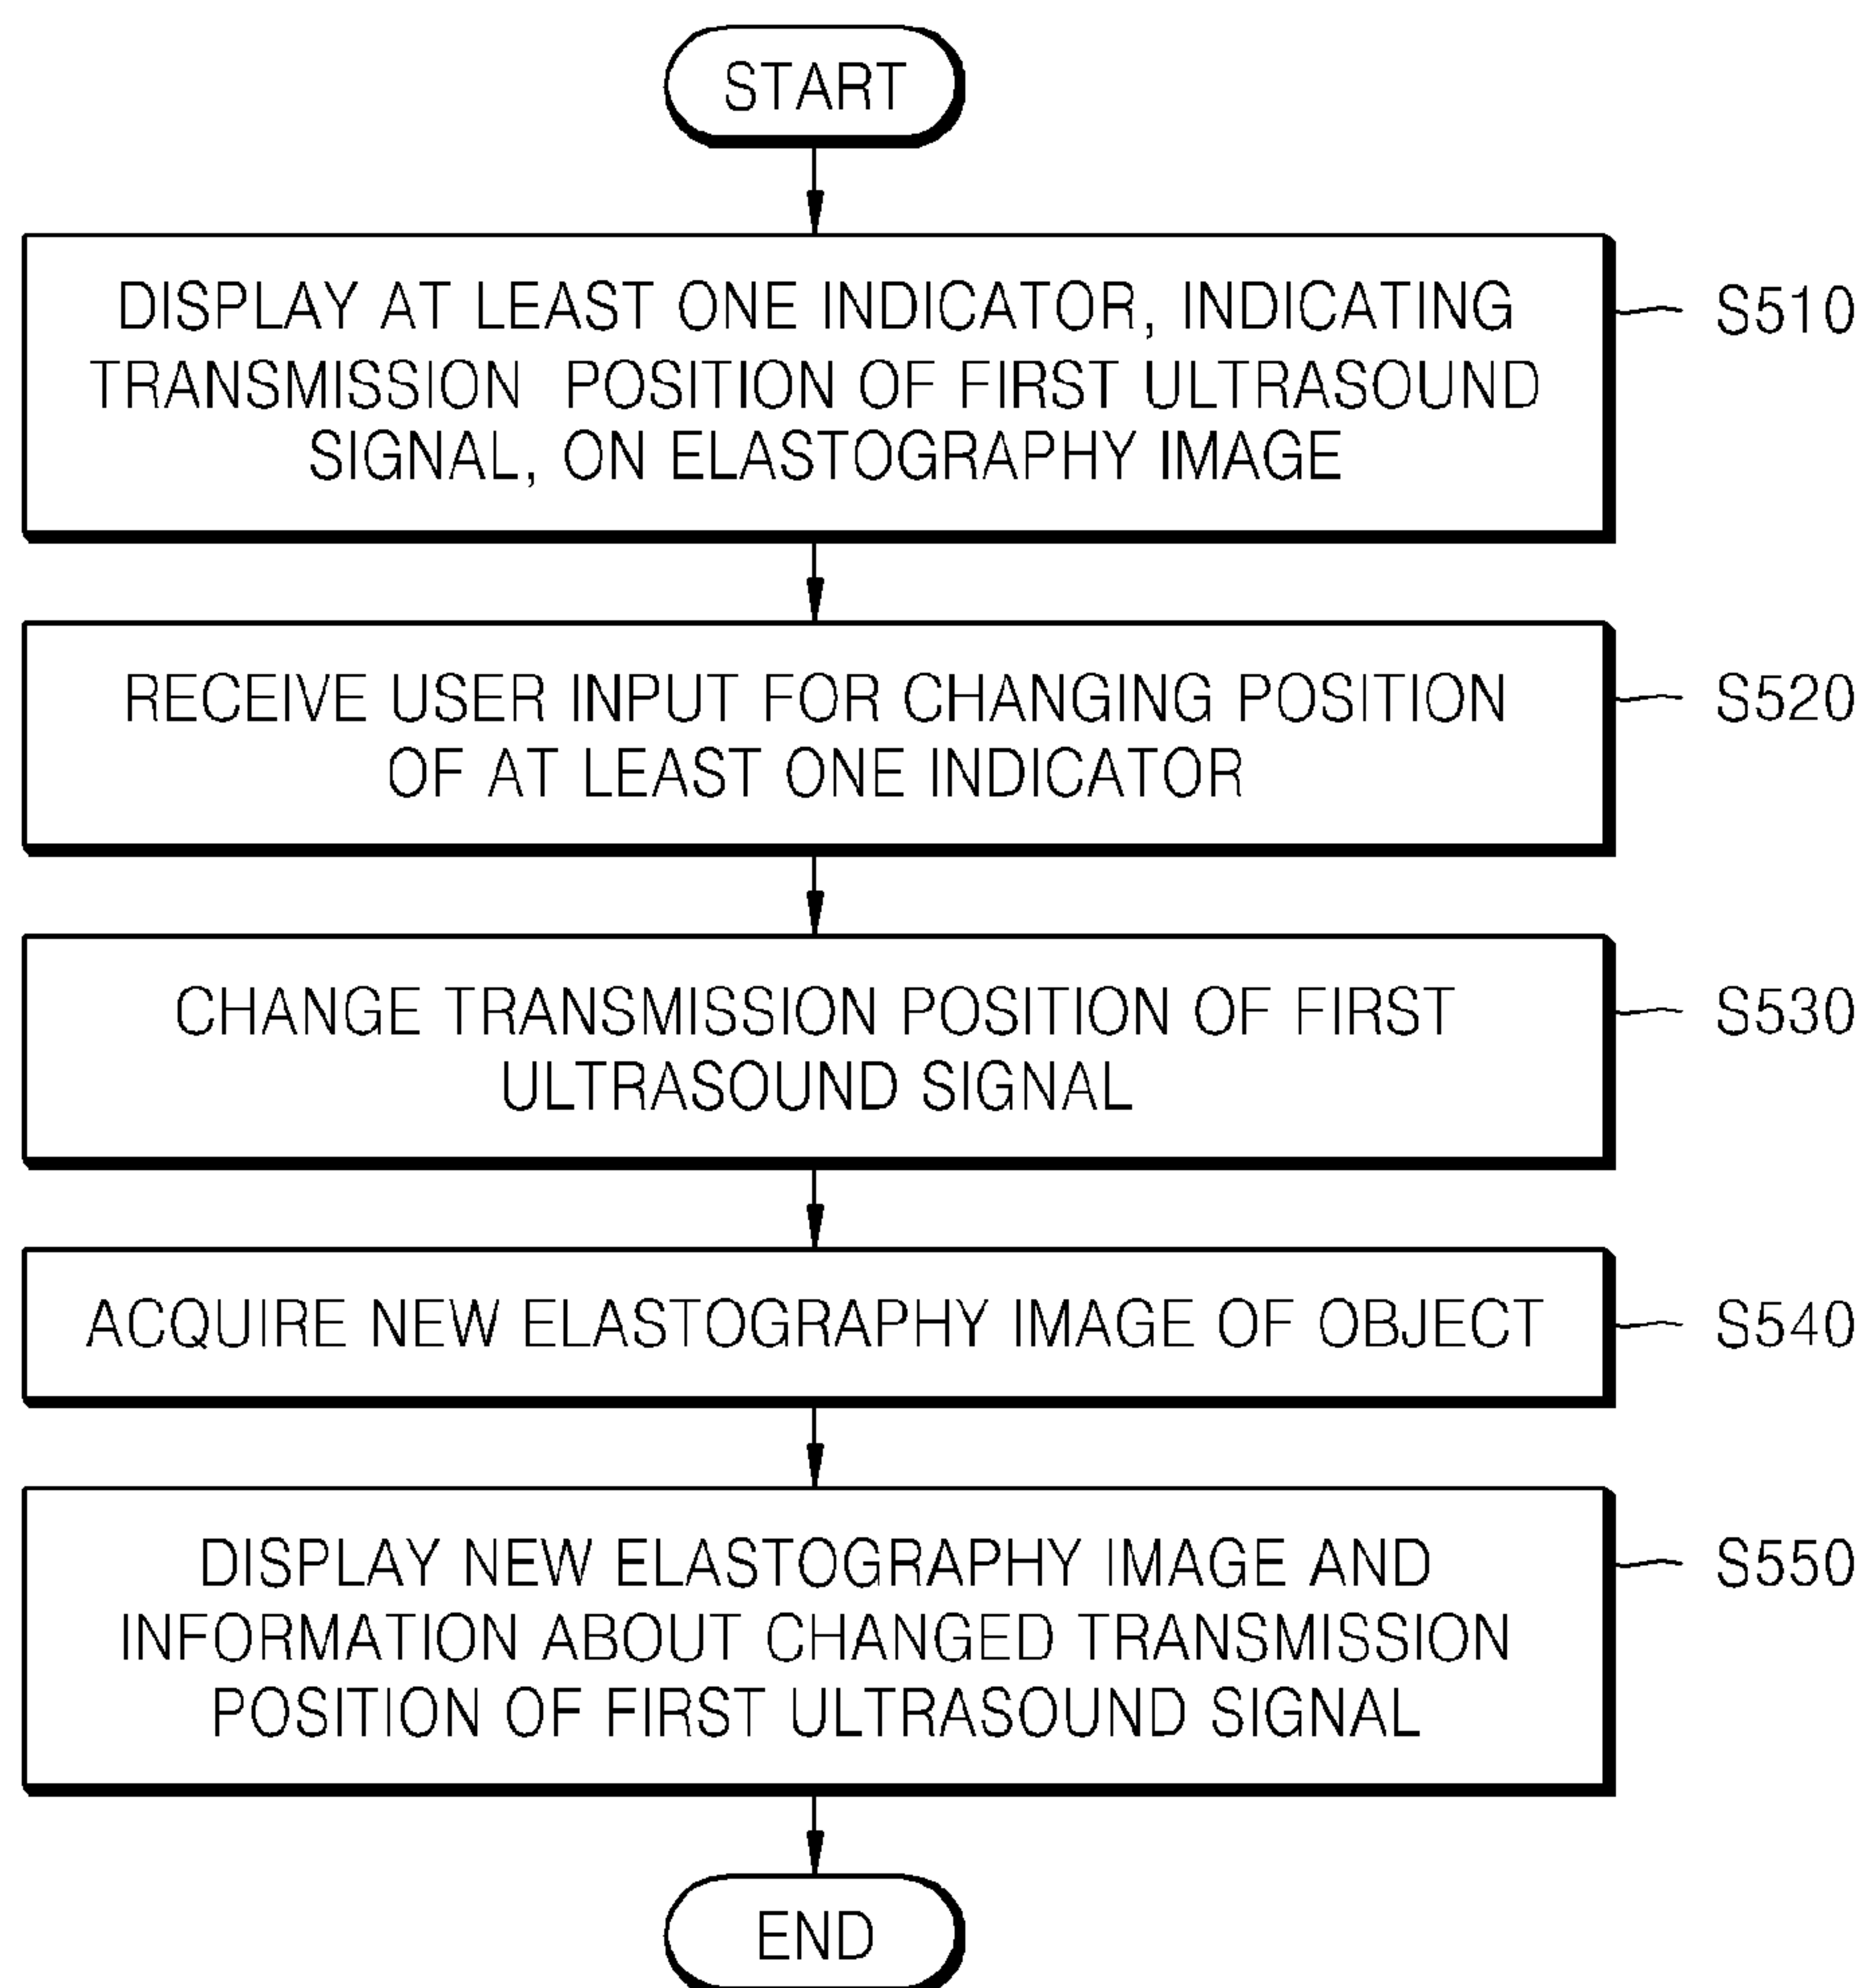 START
DISPLAY AT LEAST ONE INDICATOR, INDICATING
TRANSMISSION POSITION OF FIRST ULTRASOUND
SIGNAL, ON ELASTOGRAPHY IMAGE
S510
RECEIVE USER INPUT FOR CHANGING POSITION
OF AT LEAST ONE INDICATOR
S520
CHANGE TRANSMISSION POSITION OF FIRST
ULTRASOUND SIGNAL
S530
ACQUIRE NEW ELASTOGRAPHY IMAGE OF OBJECT
S540
DISPLAY NEW ELASTOGRAPHY IMAGE AND
INFORMATION ABOUT CHANGED TRANSMISSION
POSITION OF FIRST ULTRASOUND SIGNAL
S550
END